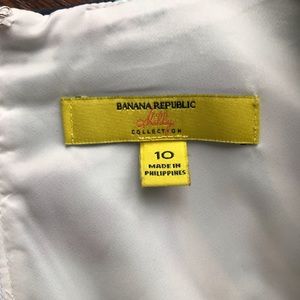 BANANA REPUBLIC
Milly
COLLECTION
10
MADE IN
PHILIPPINES